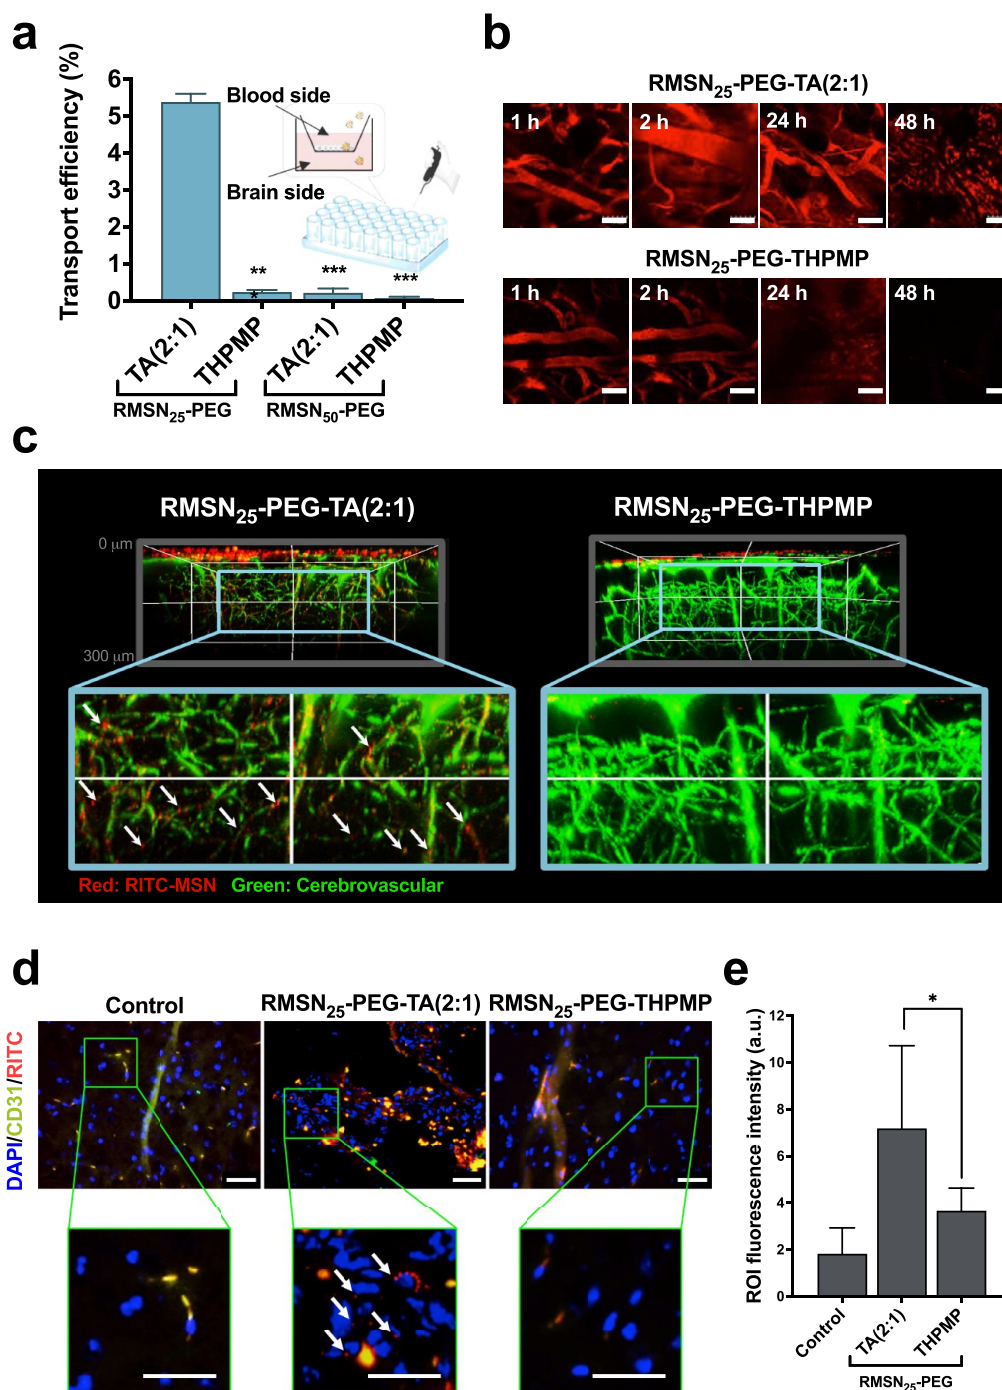 a
Transport efficiency (%)
6
5
4
3
2
1
0
Blood side
Brain side
**
*
***
***
TA(2:1)
THPMP
TA(2:1)
THPMP
RMSN25-PEG
RMSN50-PEG
b
RMSN25-PEG-TA(2:1)
1 h
2 h
24 h
48 h
RMSN25-PEG-THPMP
1 h
2 h
24 h
48 h
c
RMSN25-PEG-TA(2:1)
RMSN25-PEG-THPMP
0 μm
300 μm
Red: RITC-MSN Green: Cerebrovascular
d
Control
RMSN25-PEG-TA(2:1)
RMSN25-PEG-THPMP
DAPI/CD31/RITC
e
ROI fluorescence intensity (a.u.)
12
10
8
6
4
2
0
*
Control
TA(2:1)
THPMP
RMSN25-PEG